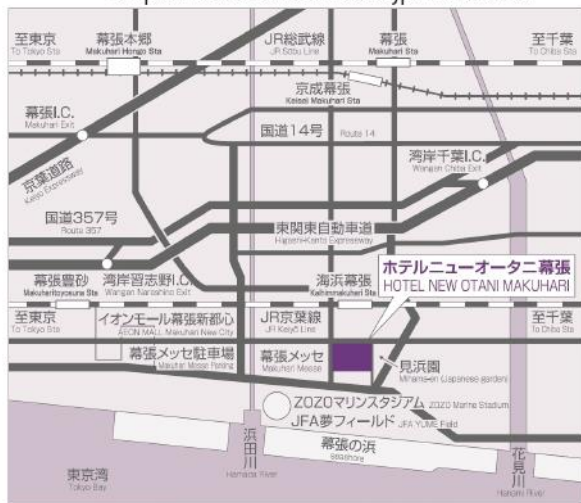 至東京
To Tokyo Sta
幕張本郷
Makuhari Hongo Sta
JR総武線
JR Sobu Line
幕張
Makuhari Sta
至千葉
To Chiba Sta
京成幕張
Keisei Makuhari Sta
幕張I.C.
Makuhari Exit
国道14号 Route 14
湾岸千葉I.C.
Wangan Chiba Exit
京葉道路
Keiyo Expressway
国道357号
Route 357
東関東自動車道
Higashi-Kanto Expressway
幕張豊砂
Makuharitoyosuna Sta
湾岸習志野I.C.
Wangan Narashino Exit
海浜幕張
Kaihimmakuhari Sta
ホテルニューオータニ幕張
HOTEL NEW OTANI MAKUHARI
至東京
To Tokyo Sta
イオンモール幕張新都心
AEON MALL Makuhari New City
JR京葉線
JR Keiyō Line
至千葉
To Chiba Sta
幕張メッセ駐車場
Makuhari Messe Parking
幕張メッセ
Makuhari Messe
見浜園
Mihama-en (Japanese garden)
ZOZOマリンスタジアム ZOZO Marine Stadium
JFA夢フィールド JFA YUME Field
浜田川
Hamada River
幕張の浜
Seashore
花見川
Hanami River
東京湾
Tokyo Bay